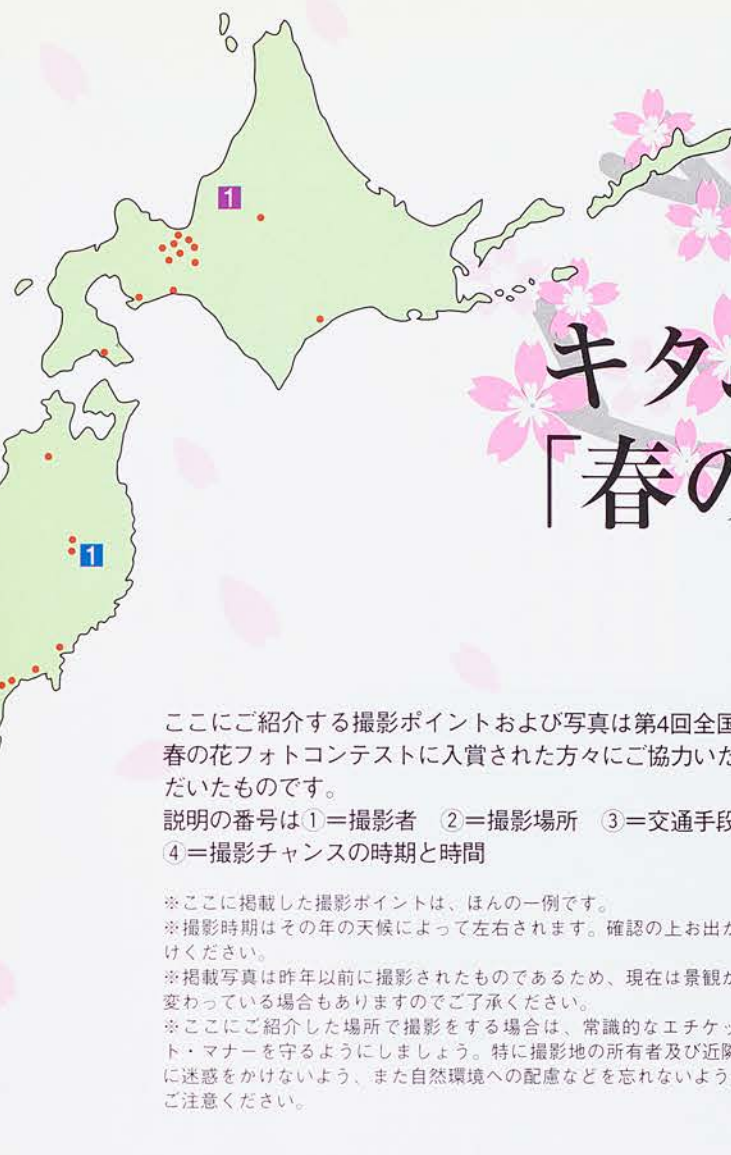 1
キタ
「春の
1
ここにご紹介する撮影ポイントおよび写真は第4回全国
春の花フォトコンテストに入賞された方々にご協力いた
だいたものです。
説明の番号は①＝撮影者　②＝撮影場所　③＝交通手段
④＝撮影チャンスの時期と時間
※ここに掲載した撮影ポイントは、ほんの一例です。
※撮影時期はその年の天候によって左右されます。確認の上お出か
けください。
※掲載写真は昨年以前に撮影されたものであるため、現在は景観が
変わっている場合もありますのでご了承ください。
※ここにご紹介した場所で撮影をする場合は、常識的なエチケッ
ト・マナーを守るようにしましょう。特に撮影地の所有者及び近隣
に迷惑をかけないよう、また自然環境への配慮などを忘れないよう
ご注意ください。